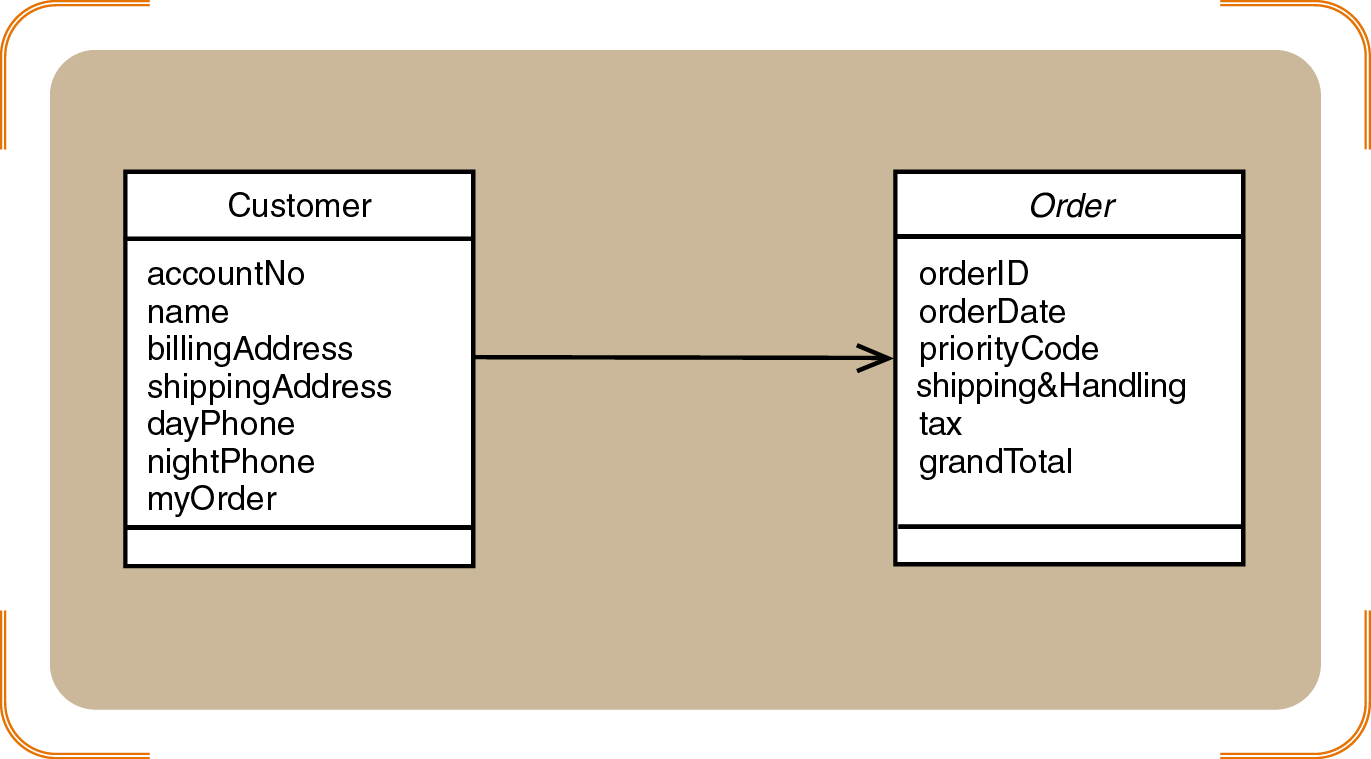 Customer
accountNo
name
billingAddress
shippingAddress
dayPhone
nightPhone
myOrder
Order
orderID
orderDate
priorityCode
shipping&Handling
tax
grandTotal